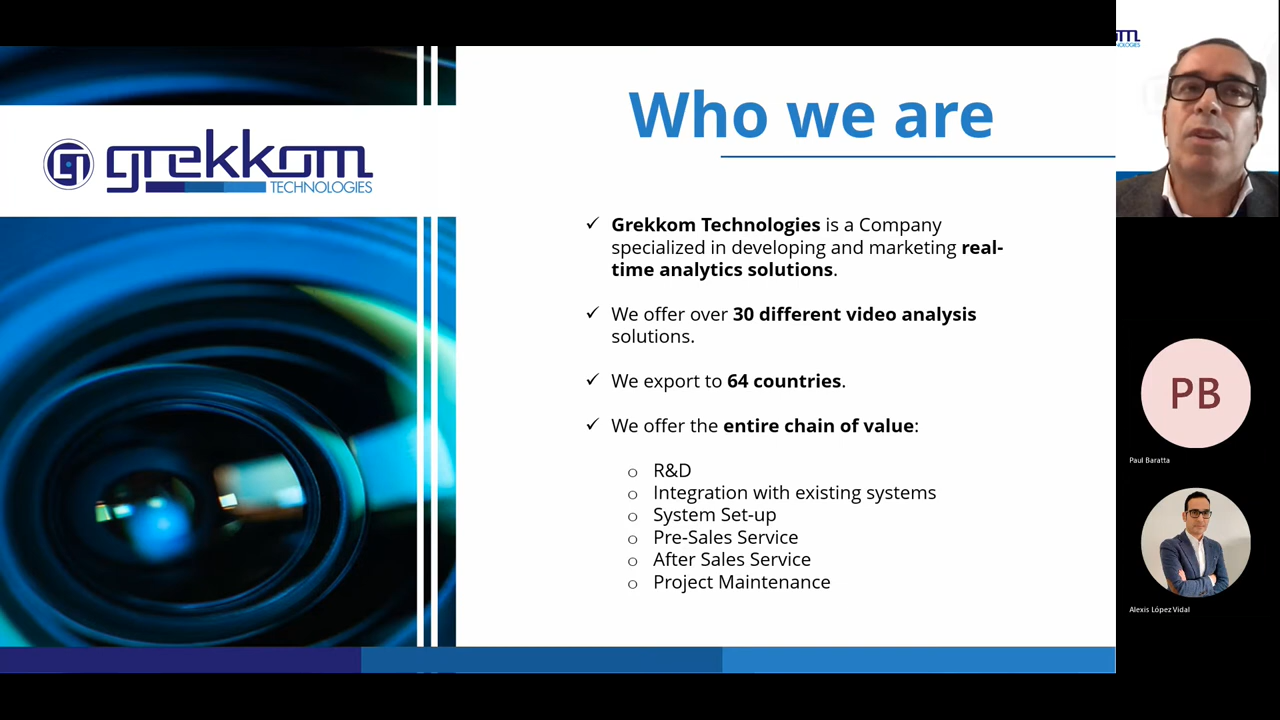 grekkom
TECHNOLOGIES
Who we are
✓ Grekkom Technologies is a Company
specialized in developing and marketing real-
time analytics solutions.
✓ We offer over 30 different video analysis
solutions.
✓ We export to 64 countries.
✓ We offer the entire chain of value:
o R&D
o Integration with existing systems
o System Set-up
o Pre-Sales Service
o After Sales Service
o Project Maintenance
PB
Paul Baratta
Alexis López Vidal